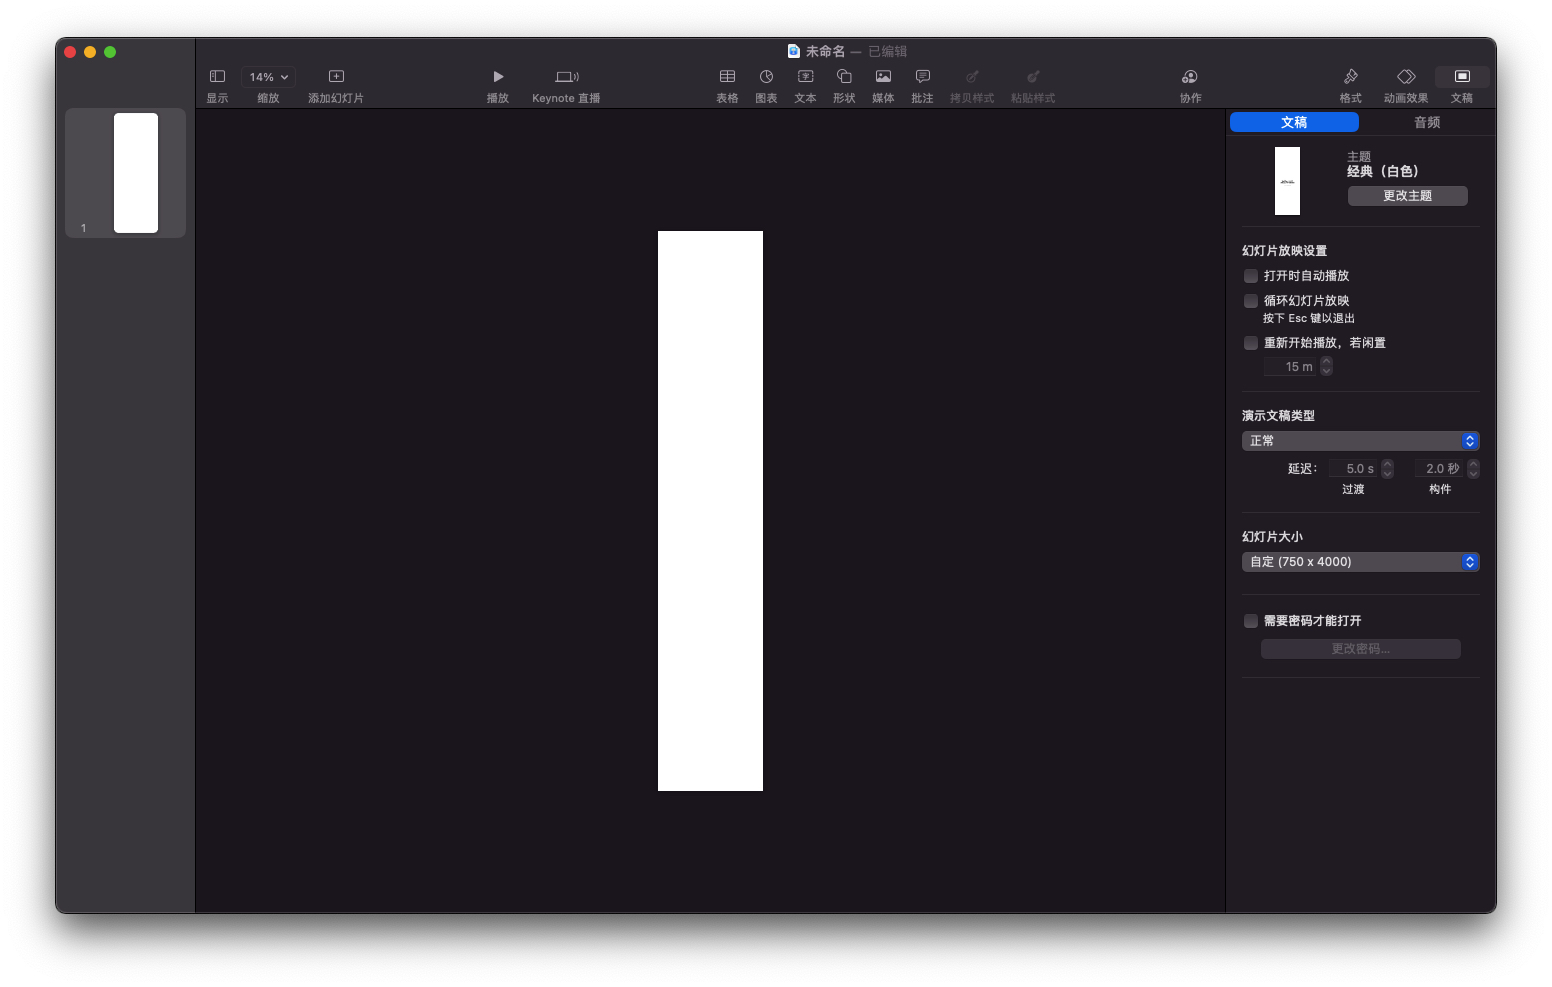 未命名 — 已编辑
14%
显示
缩放
添加幻灯片
播放
Keynote 直播
表格
图表
文本
形状
媒体
批注
拷贝样式
粘贴样式
协作
格式
动画效果
文稿
1
文稿
音频
主题
经典（白色）
更改主题
幻灯片放映设置
打开时自动播放
循环幻灯片放映
按下 Esc 键以退出
重新开始播放，若闲置
15 m
演示文稿类型
正常
延迟：
5.0 s
2.0 秒
过渡
构件
幻灯片大小
自定 (750 x 4000)
需要密码才能打开
更改密码...